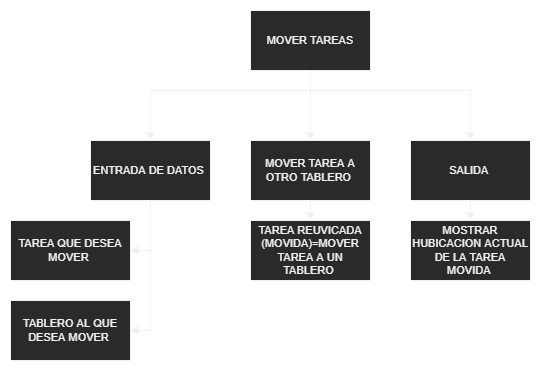 MOVER TAREAS
ENTRADA DE DATOS
MOVER TAREA A
OTRO TABLERO
SALIDA
TAREA QUE DESEA
MOVER
TAREA REUVICADA
(MOVIDA)=MOVER
TAREA A UN
TABLERO
MOSTRAR
HUBICACION ACTUAL
DE LA TAREA
MOVIDA
TABLERO AL QUE
DESEA MOVER